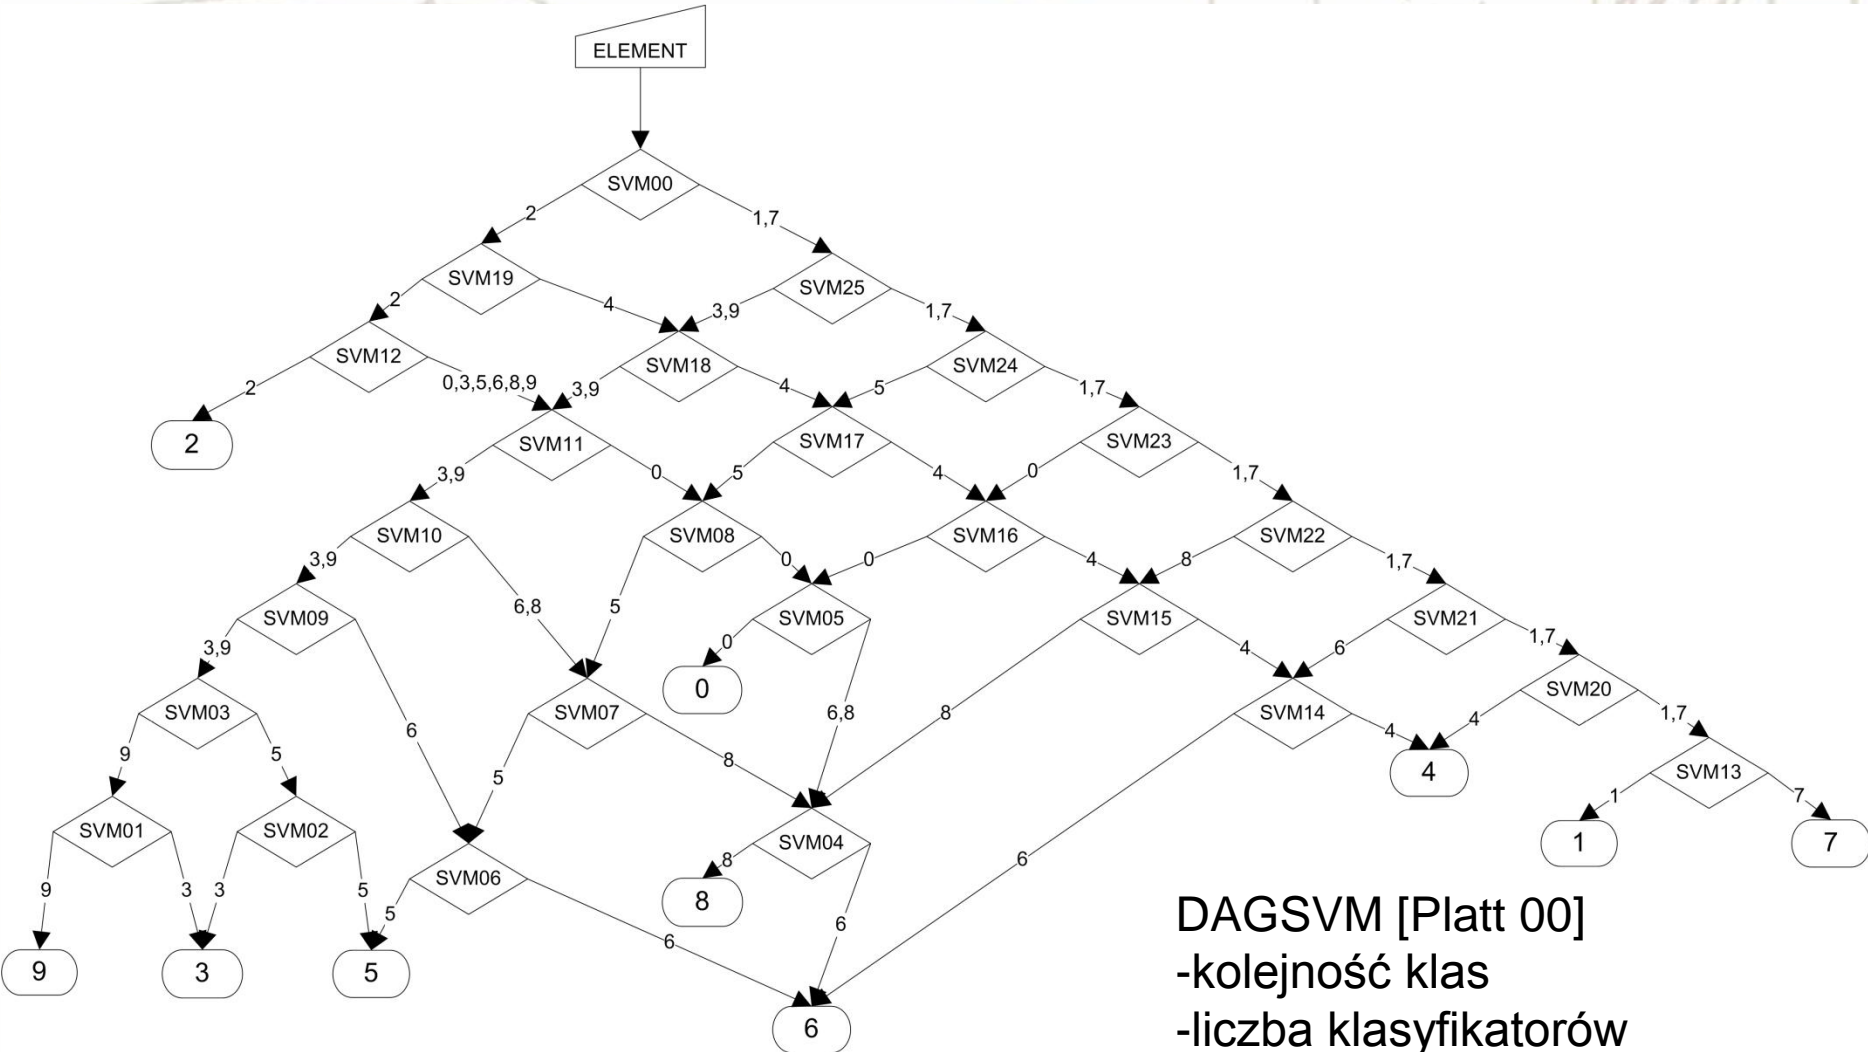 ELEMENT
SVM00
2
1,7
SVM19
SVM25
2
4
3,9
1,7
SVM12
SVM18
SVM24
2
0,3,5,6,8,9
3,9
4
5
1,7
2
SVM11
SVM17
SVM23
3,9
0
5
4
0
1,7
SVM10
SVM08
SVM16
SVM22
3,9
6,8
5
0
0
4
8
1,7
SVM09
SVM05
SVM15
SVM21
3,9
6
0
6,8
8
4
6
1,7
0
SVM20
SVM03
SVM07
SVM14
4
1,7
9
5
5
8
6
4
4
SVM13
1
7
SVM01
SVM02
SVM04
1
7
9
3
3
5
SVM06
5
6
8
8
6
9
3
5
6
DAGSVM [Platt 00]
-kolejność klas
-liczba klasyfikatorów